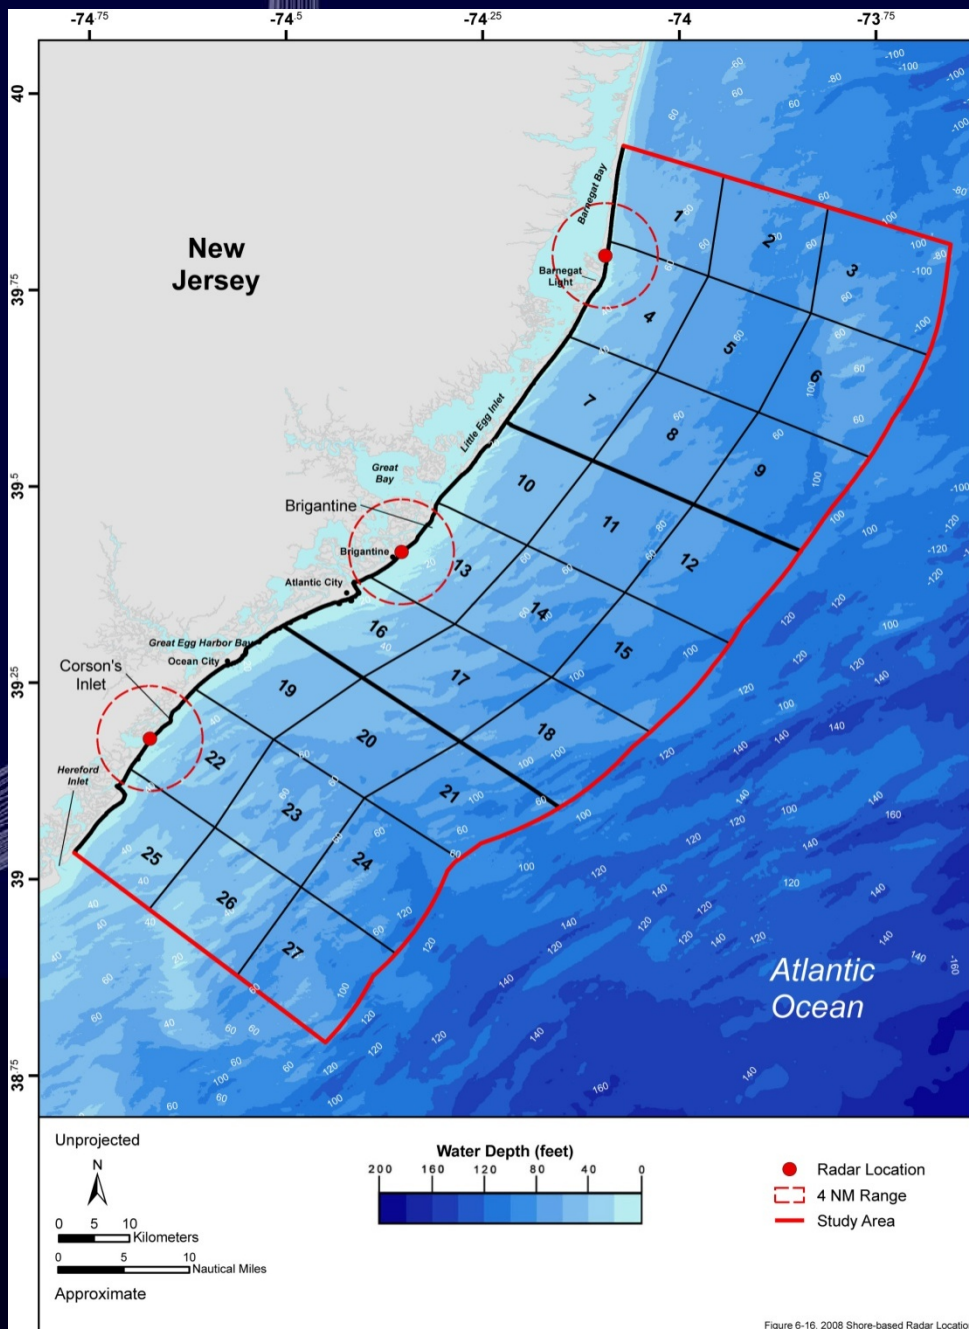 -74.75 -74.5 -74.25 -74 -73.75
40
39.75
39.5
39.25
39
38.75
New
Jersey
Barnegat Bay
Barnegat
Light
Little Egg Inlet
Great
Bay
Brigantine
Brigantine
Atlantic City
Great Egg Harbor Bay
Ocean City
Corson's
Inlet
Hereford
Inlet
1
2
3
4
5
6
7
8
9
10
11
12
13
14
15
16
17
18
19
20
21
22
23
24
25
26
27
Atlantic
Ocean
Unprojected
N
0 5 10
Kilometers
0 5 10
Nautical Miles
Approximate
Water Depth (feet)
200 160 120 80 40 0
Radar Location
4 NM Range
Study Area
Figure 6-16. 2008 Shore-based Radar Location